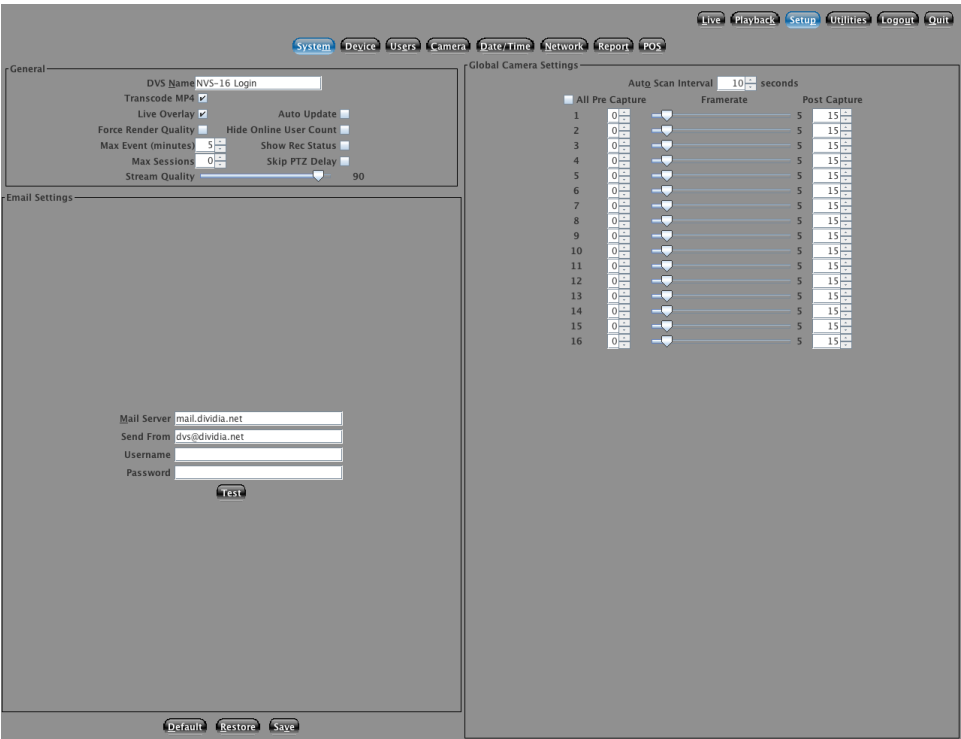 Live Playback Setup Utilities Logout Quit
System Device Users Camera Date/Time Network Report POS
General
DVS Name NVS-16 Login
Transcode MP4
Live Overlay Auto Update
Force Render Quality Hide Online User Count
Max Event (minutes) 5 Show Rec Status
Max Sessions 0 Skip PTZ Delay
Stream Quality 90
Email Settings
Mail Server mail.dividia.net
Send From dvs@dividia.net
Username
Password
Test
Default Restore Save
Global Camera Settings
Auto Scan Interval 10 seconds
All Pre Capture Framerate Post Capture
1 0 5 15
2 0 5 15
3 0 5 15
4 0 5 15
5 0 5 15
6 0 5 15
7 0 5 15
8 0 5 15
9 0 5 15
10 0 5 15
11 0 5 15
12 0 5 15
13 0 5 15
14 0 5 15
15 0 5 15
16 0 5 15